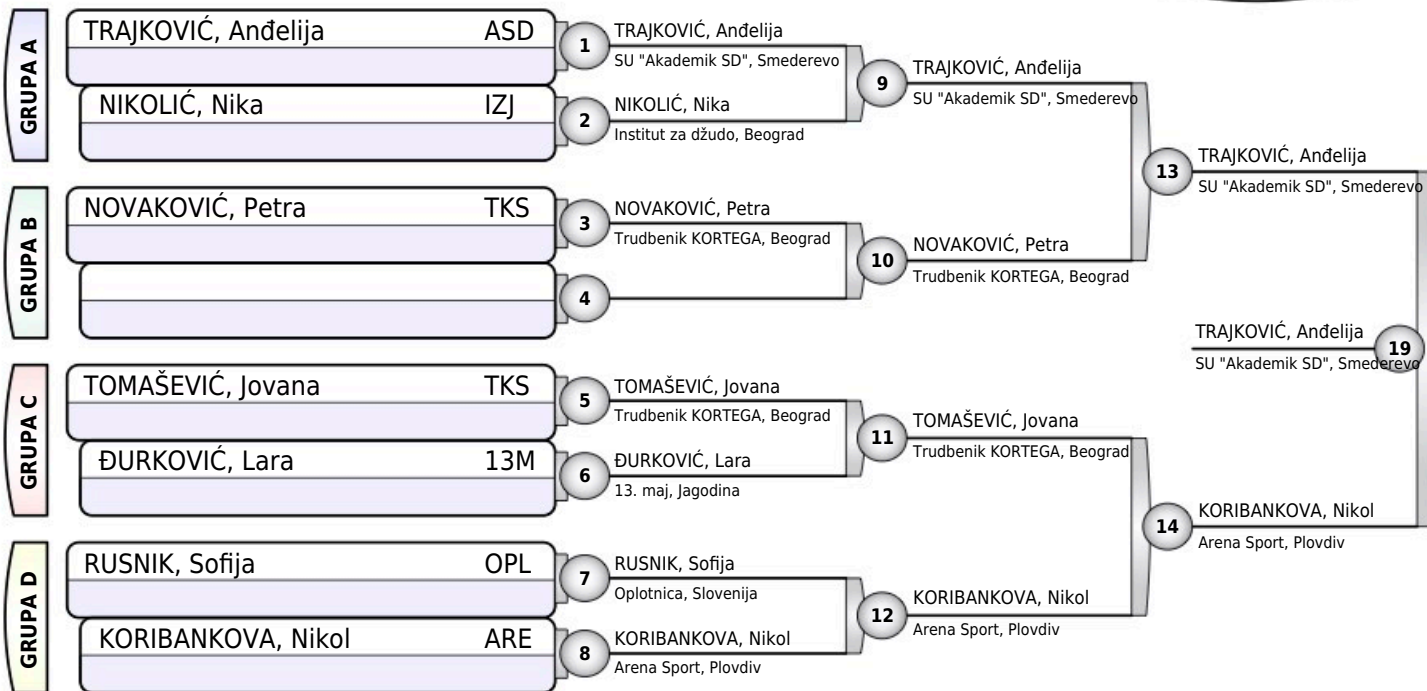 GRUPA A
TRAJKOVIĆ, Anđelija ASD
NIKOLIĆ, Nika IZJ
GRUPA B
NOVAKOVIĆ, Petra TKS
GRUPA C
TOMAŠEVIĆ, Jovana TKS
ĐURKOVIĆ, Lara 13M
GRUPA D
RUSNIK, Sofija OPL
KORIBANKOVA, Nikol ARE
1
TRAJKOVIĆ, Anđelija
SU "Akademik SD", Smederevo
2
NIKOLIĆ, Nika
Institut za džudo, Beograd
3
NOVAKOVIĆ, Petra
Trudbenik KORTEGA, Beograd
4
5
TOMAŠEVIĆ, Jovana
Trudbenik KORTEGA, Beograd
6
ĐURKOVIĆ, Lara
13. maj, Jagodina
7
RUSNIK, Sofija
Oplotnica, Slovenija
8
KORIBANKOVA, Nikol
Arena Sport, Plovdiv
9
TRAJKOVIĆ, Anđelija
SU "Akademik SD", Smederevo
10
NOVAKOVIĆ, Petra
Trudbenik KORTEGA, Beograd
11
TOMAŠEVIĆ, Jovana
Trudbenik KORTEGA, Beograd
12
KORIBANKOVA, Nikol
Arena Sport, Plovdiv
13
TRAJKOVIĆ, Anđelija
SU "Akademik SD", Smederevo
14
KORIBANKOVA, Nikol
Arena Sport, Plovdiv
TRAJKOVIĆ, Anđelija
SU "Akademik SD", Smederevo
19